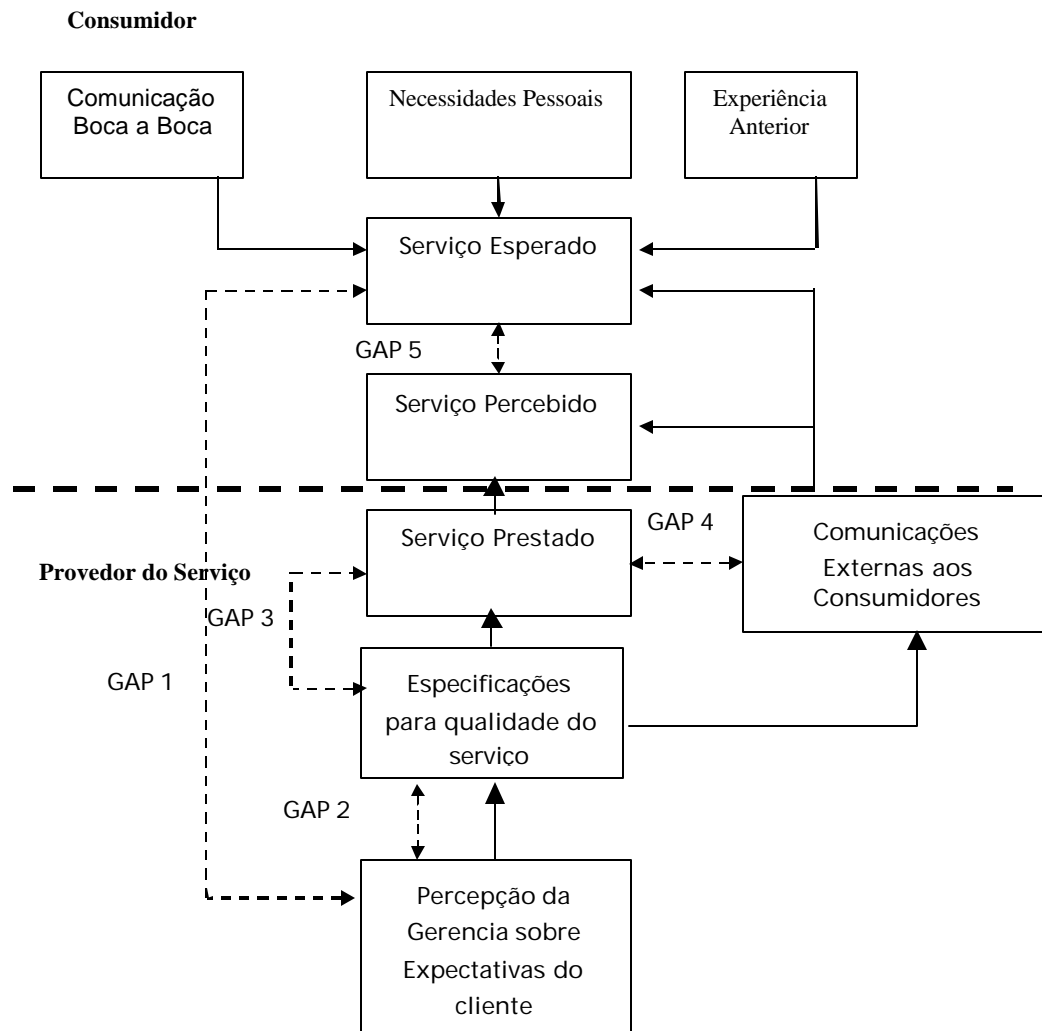 Consumidor
Comunicação
Boca a Boca
Necessidades Pessoais
Experiência
Anterior
Serviço Esperado
GAP 5
Serviço Percebido
Serviço Prestado
GAP 4
Comunicações
Externas aos
Consumidores
Provedor do Serviço
GAP 3
GAP 1
Especificações
para qualidade do
serviço
GAP 2
Percepção da
Gerencia sobre
Expectativas do
cliente